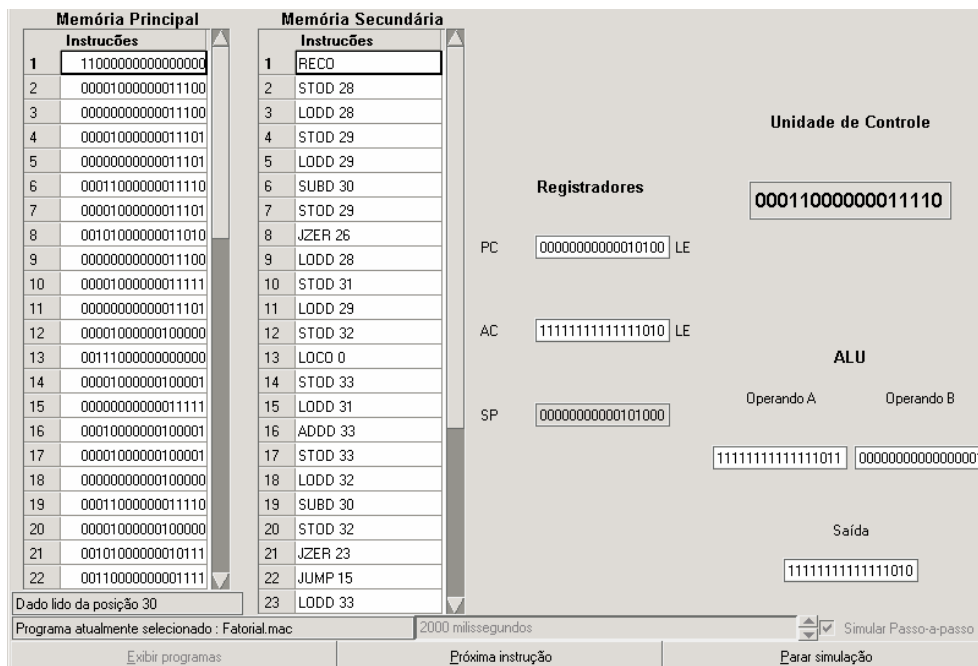 Memória Principal Memória Secundária
Instrucões Instrucões
1 11000000000000000 1 RECO
2 0000100000011100 2 STOD 28
3 0000000000011100 3 LODD 28
4 0000100000011101 4 STOD 29
5 0000000000011101 5 LODD 29
6 0001100000011110 6 SUBD 30
7 0000100000011101 7 STOD 29
8 0010100000011010 8 JZER 26
9 0000000000011100 9 LODD 28
10 0000100000011111 10 STOD 31
11 0000000000011101 11 LODD 29
12 0000100000100000 12 STOD 32
13 0011100000000000 13 LOCO 0
14 0000100000100001 14 STOD 33
15 0000000000011111 15 LODD 31
16 0001000000100001 16 ADDD 33
17 0000100000100001 17 STOD 33
18 0000000000100000 18 LODD 32
19 0001100000011110 19 SUBD 30
20 0000100000100000 20 STOD 32
21 0010100000010111 21 JZER 23
22 0011000000001111 22 JUMP 15
23 LODD 33
Unidade de Controle
0001100000011110
Registradores
PC 0000000000010100 LE
AC 1111111111111010 LE
SP 0000000000101000
ALU
Operando A Operando B
1111111111111011
Saída
1111111111111010
Dado lido da posição 30
Programa atualmente selecionado : Fatorial.mac 2000 milissegundos Simular Passo-a-passo
Exibir programas Próxima instrução Parar simulação